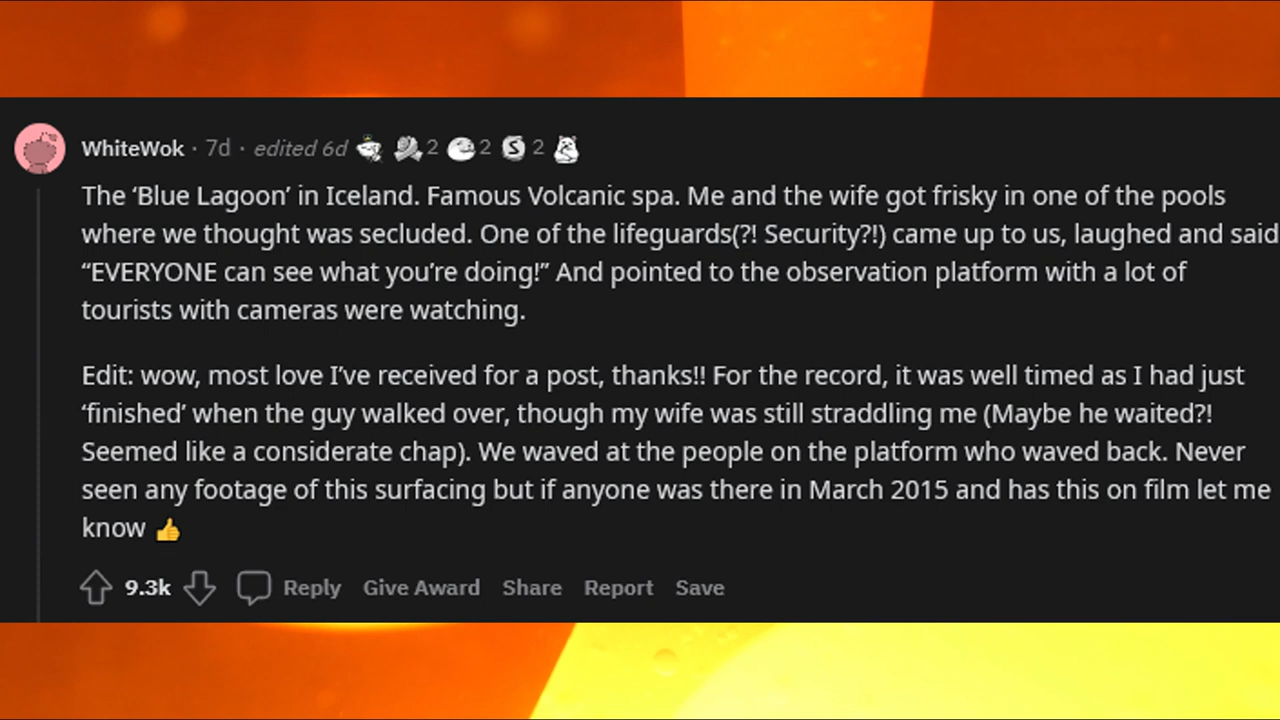 WhiteWok · 7d · edited 6d 2 2 2
The ‘Blue Lagoon’ in Iceland. Famous Volcanic spa. Me and the wife got frisky in one of the pools
where we thought was secluded. One of the lifeguards(?! Security?!) came up to us, laughed and said
“EVERYONE can see what you’re doing!” And pointed to the observation platform with a lot of
tourists with cameras were watching.
Edit: wow, most love I’ve received for a post, thanks!! For the record, it was well timed as I had just
‘finished’ when the guy walked over, though my wife was still straddling me (Maybe he waited?!
Seemed like a considerate chap). We waved at the people on the platform who waved back. Never
seen any footage of this surfacing but if anyone was there in March 2015 and has this on film let me
know 👍
9.3k Reply Give Award Share Report Save